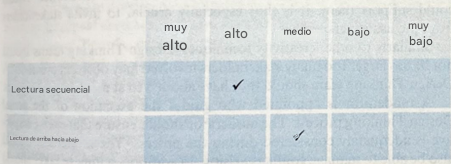 muy alto medio bajo muy
alto bajo
Lectura secuencial ✓
Lectura de arriba hacia abajo ✓